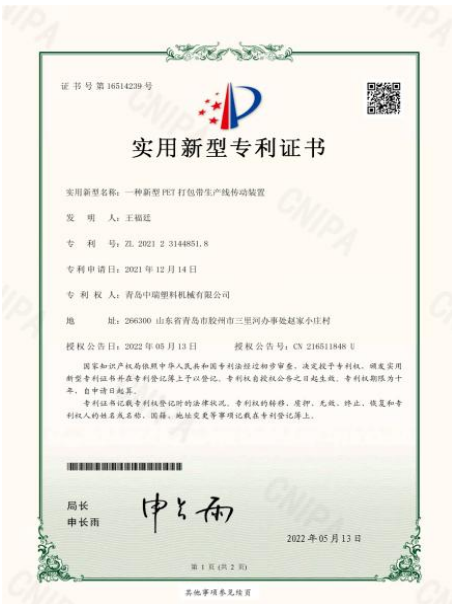 证书号第16514239号
实用新型专利证书
实用新型名称：一种新型PET打包带生产线传动装置
发明人：王福廷
专利号：ZL 2021 2 3144851.8
专利申请日：2021年12月14日
专利权人：青岛中瑞塑料机械有限公司
地址：266300 山东省青岛市胶州市三里河办事处赵家小庄村
授权公告日：2022年05月13日 授权公告号：CN 216511848 U
国家知识产权局依照中华人民共和国专利法经过初步审查，决定授予专利权，颁发实用
新型专利证书并在专利登记簿上予以登记。专利权自授权公告之日起生效。专利权期限为十
年，自申请日起算。
专利证书记载专利权登记时的法律状况。专利权的转移、质押、无效、终止、恢复和专
利权人的姓名或名称、国籍、地址变更等事项记载在专利登记簿上。
局长
申长雨
申长雨
2022年05月13日
第 1 页 (共 2 页)
其他事项参见续页
CNIPA
CNIPA
CNIPA